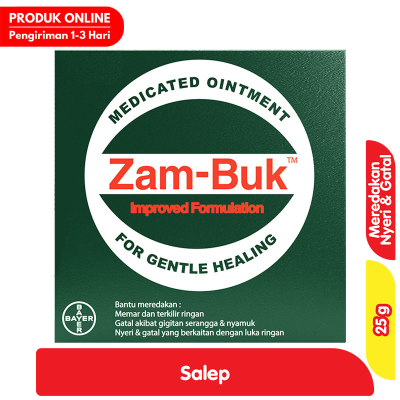 PRODUK ONLINE
Pengiriman 1-3 Hari
MEDICATED OINTMENT
Zam-Buk™
Improved Formulation
FOR GENTLE HEALING
Bantu meredakan :
Memar dan terkilir ringan
Gatal akibat gigitan serangga & nyamuk
Nyeri & gatal yang berkaitan dengan luka ringan
BAYER
BAYER
Meredakan
Nyeri & Gatal
25 g
Salep